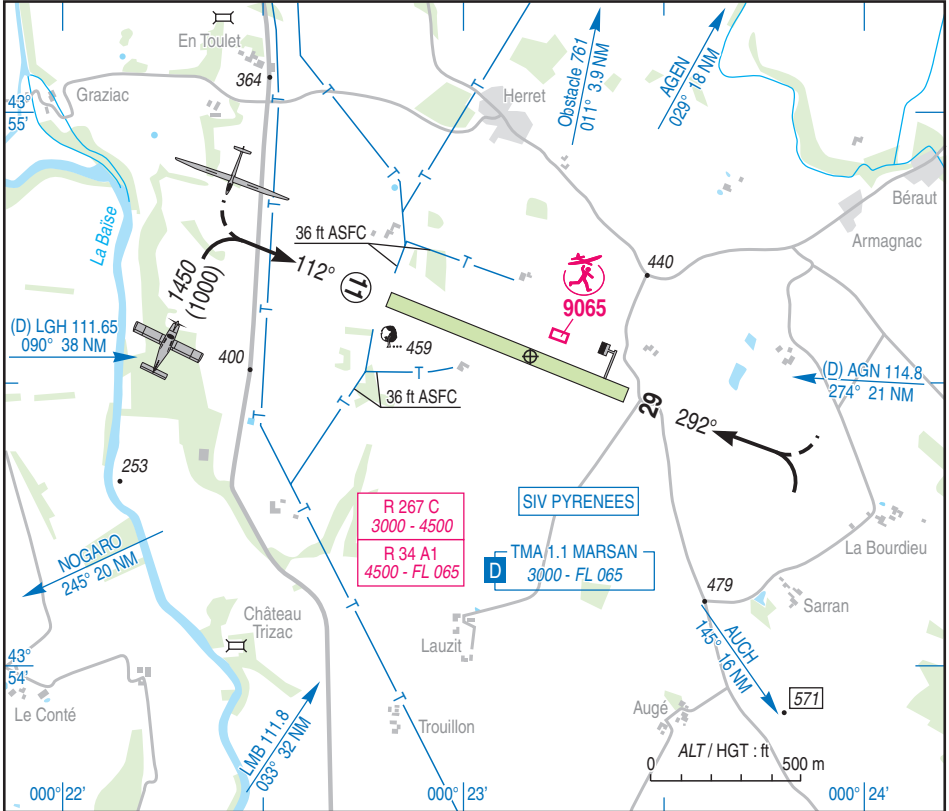 En Toulet
364
Graziac
43°
55'
Herret
Obstacle 761
011° 3.9 NM
AGEN
029° 18 NM
Béraut
Armagnac
La Baïse
36 ft ASFC
112°
11
1450
(1000)
9065
440
(D) LGH 111.65
090° 38 NM
400
459
36 ft ASFC
(D) AGN 114.8
274° 21 NM
29
292°
253
R 267 C
3000 - 4500
R 34 A1
4500 - FL 065
SIV PYRENEES
D
TMA 1.1 MARSAN
3000 - FL 065
La Bourdieu
NOGARO
245° 20 NM
479
Sarran
Château
Trizac
Lauzit
AUCH
145° 16 NM
43°
54'
571
Le Conté
LMB 111.8
033° 32 NM
Trouillon
Augé
ALT / HGT : ft
0
500 m
000° 22'
000° 23'
000° 24'
T
T
T
T
T
T
T
T
T
T
T
T
T
T